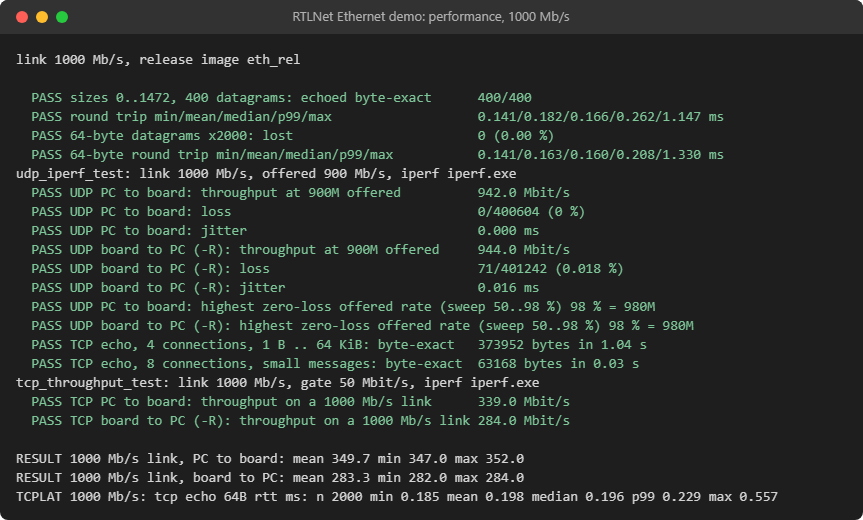 RTLNet Ethernet demo: performance, 1000 Mb/s
link 1000 Mb/s, release image eth_rel
PASS sizes 0..1472, 400 datagrams: echoed byte-exact 400/400
PASS round trip min/mean/median/p99/max 0.141/0.182/0.166/0.262/1.147 ms
PASS 64-byte datagrams x2000: lost 0 (0.00 %)
PASS 64-byte round trip min/mean/median/p99/max 0.141/0.163/0.160/0.208/1.330 ms
udp_iperf_test: link 1000 Mb/s, offered 900 Mb/s, iperf iperf.exe
PASS UDP PC to board: throughput at 900M offered 942.0 Mbit/s
PASS UDP PC to board: loss 0/400604 (0 %)
PASS UDP PC to board: jitter 0.000 ms
PASS UDP board to PC (-R): throughput at 900M offered 944.0 Mbit/s
PASS UDP board to PC (-R): loss 71/401242 (0.018 %)
PASS UDP board to PC (-R): jitter 0.016 ms
PASS UDP PC to board: highest zero-loss offered rate (sweep 50..98 %) 98 % = 980M
PASS UDP board to PC (-R): highest zero-loss offered rate (sweep 50..98 %) 98 % = 980M
PASS TCP echo, 4 connections, 1 B .. 64 KiB: byte-exact 373952 bytes in 1.04 s
PASS TCP echo, 8 connections, small messages: byte-exact 63168 bytes in 0.03 s
tcp_throughput_test: link 1000 Mb/s, gate 50 Mbit/s, iperf iperf.exe
PASS TCP PC to board: throughput on a 1000 Mb/s link 339.0 Mbit/s
PASS TCP board to PC (-R): throughput on a 1000 Mb/s link 284.0 Mbit/s
RESULT 1000 Mb/s link, PC to board: mean 349.7 min 347.0 max 352.0
RESULT 1000 Mb/s link, board to PC: mean 283.3 min 282.0 max 284.0
TCPLAT 1000 Mb/s: tcp echo 64B rtt ms: n 2000 min 0.185 mean 0.198 median 0.196 p99 0.229 max 0.557